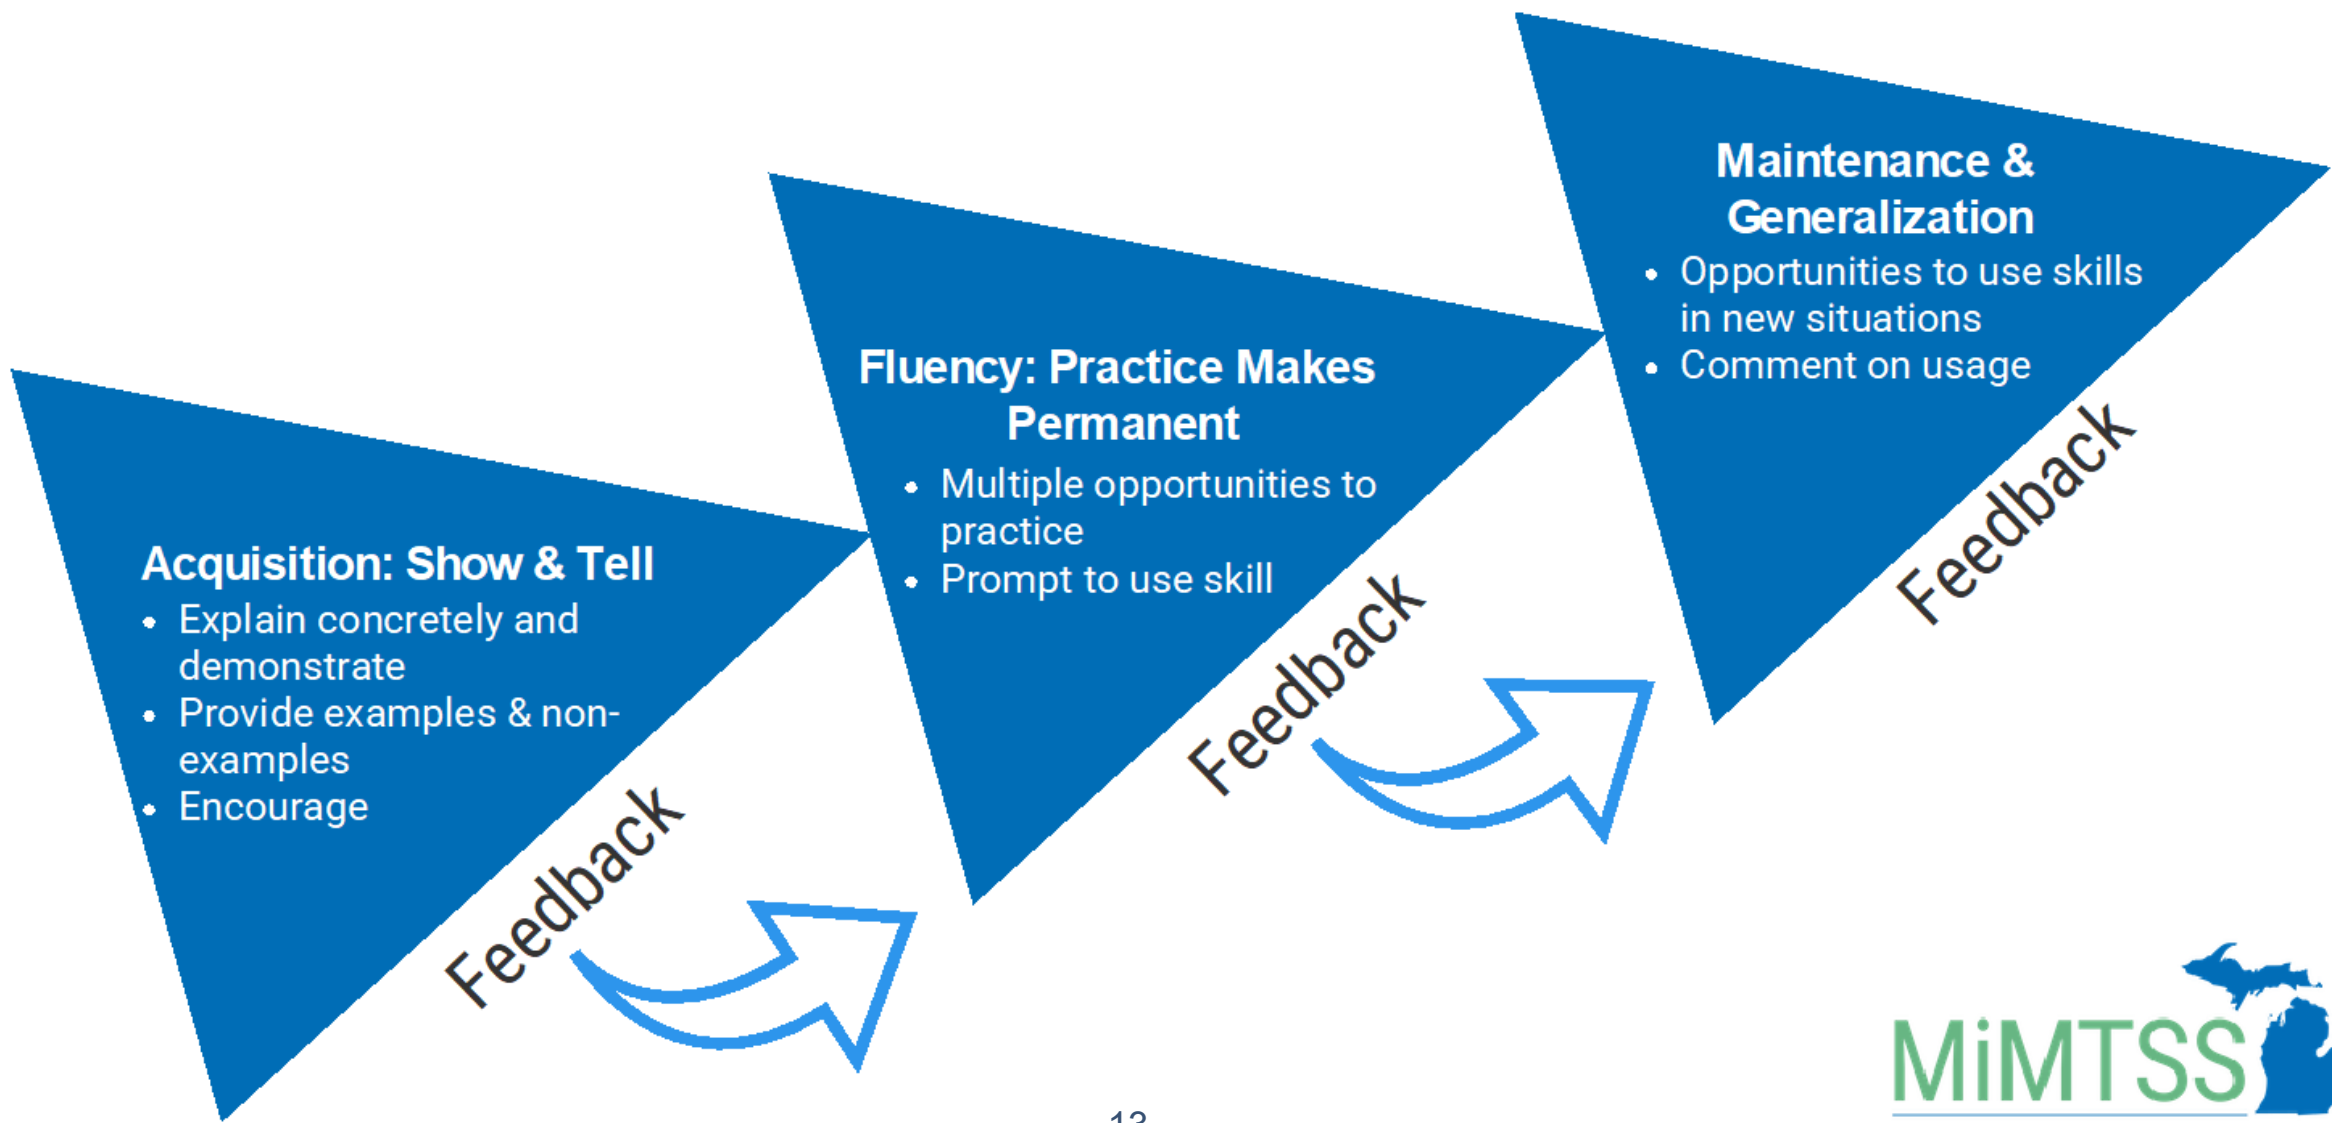 Acquisition: Show & Tell
• Explain concretely and
demonstrate
• Provide examples & non-
examples
• Encourage
Feedback
Fluency: Practice Makes
Permanent
• Multiple opportunities to
practice
• Prompt to use skill
Feedback
Maintenance &
Generalization
• Opportunities to use skills
in new situations
• Comment on usage
Feedback
13
MiMTSS